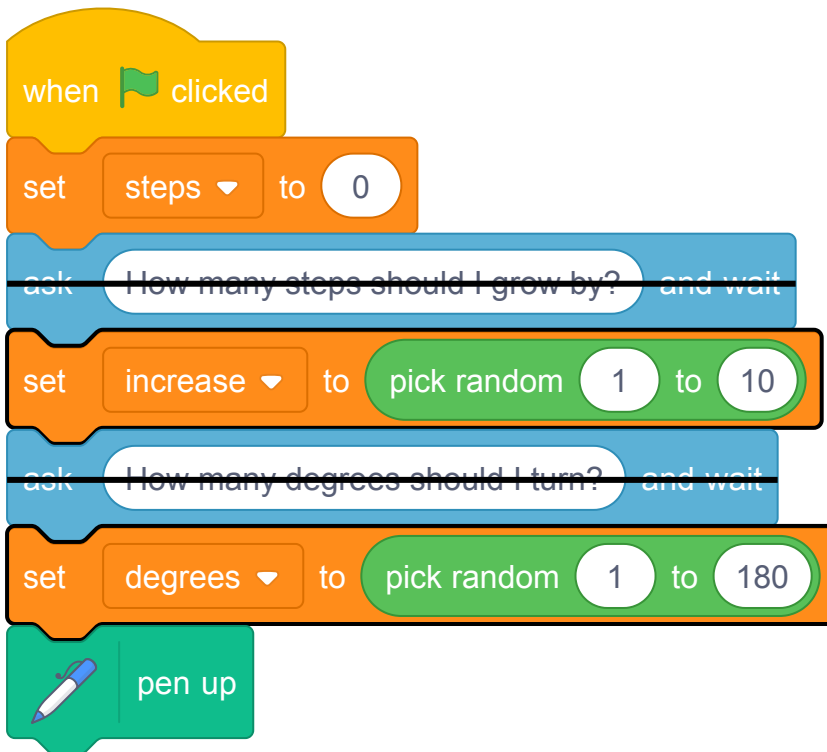 when clicked
set steps to 0
ask How many steps should I grow by? and wait
set increase to pick random 1 to 10
ask How many degrees should I turn? and wait
set degrees to pick random 1 to 180
pen up